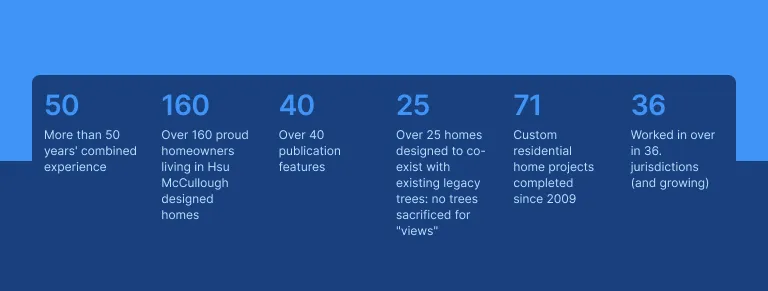 50
More than 50
years' combined
experience
160
Over 160 proud
homeowners
living in Hsu
McCullough
designed
homes
40
Over 40
publication
features
25
Over 25 homes
designed to co-
exist with
existing legacy
trees: no trees
sacrificed for
"views"
71
Custom
residential
home projects
completed
since 2009
36
Worked in over
in 36.
jurisdictions
(and growing)